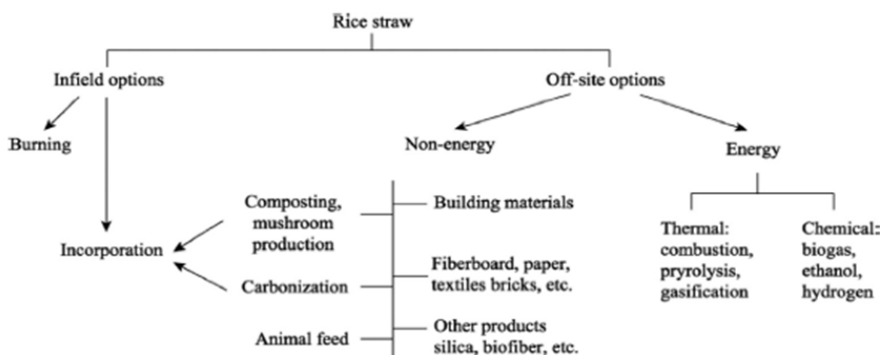 Rice straw
Infield options
Off-site options
Burning
Non-energy
Energy
Composting,
mushroom
production
Building materials
Incorporation
Thermal:
combustion,
pryrolysis,
gasification
Chemical:
biogas,
ethanol,
hydrogen
Carbonization
Fiberboard, paper,
textiles bricks, etc.
Animal feed
Other products
silica, biofiber, etc.